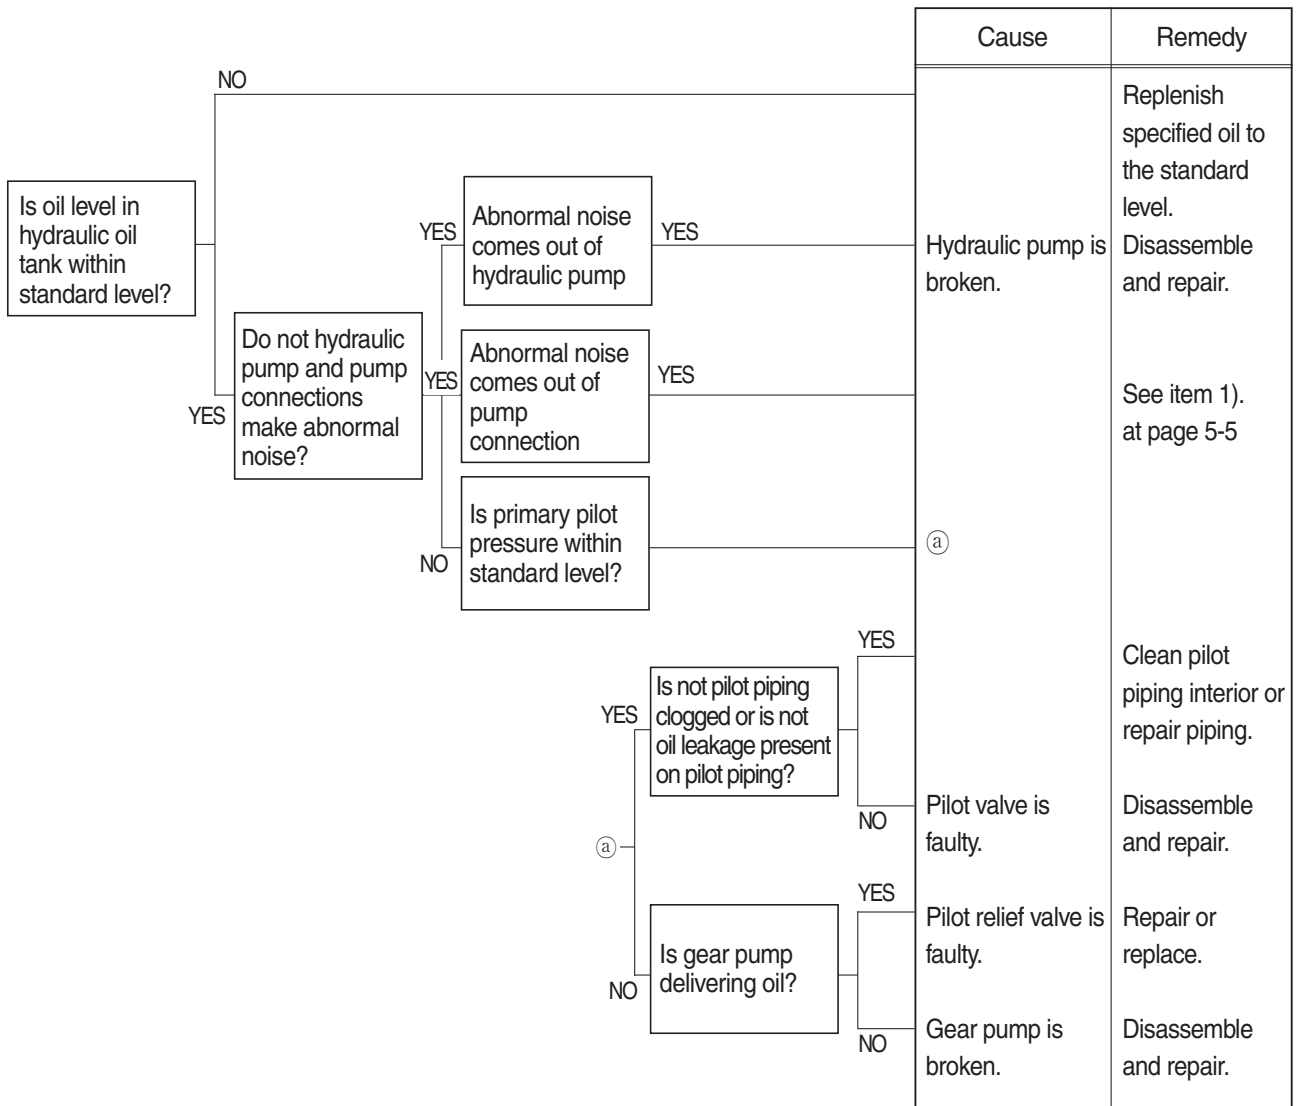 Cause
Remedy
NO
Replenish
specified oil to
the standard
level.
Is oil level in
hydraulic oil
tank within
standard level?
YES
Abnormal noise
comes out of
hydraulic pump
YES
Hydraulic pump is
broken.
Disassemble
and repair.
YES
Do not hydraulic
pump and pump
connections
make abnormal
noise?
YES
Abnormal noise
comes out of
pump
connection
YES
See item 1).
at page 5-5
NO
Is primary pilot
pressure within
standard level?
ⓐ
ⓐ
YES
Is not pilot piping
clogged or is not
oil leakage present
on pilot piping?
YES
Clean pilot
piping interior or
repair piping.
NO
Pilot valve is
faulty.
Disassemble
and repair.
NO
Is gear pump
delivering oil?
YES
Pilot relief valve is
faulty.
Repair or
replace.
NO
Gear pump is
broken.
Disassemble
and repair.